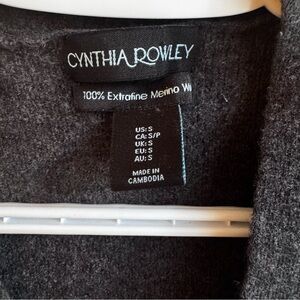 CYNTHIA ROWLEY
100% Extrafine Merino
US: S
CA: S/P
UK: S
EU: S
AU: S
MADE IN
CAMBODIA